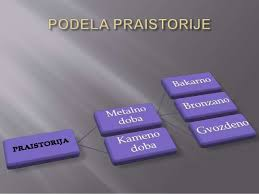 PODELA PRAISTORIJE
PRAISTORIJA
Metalno
doba
Kameno
doba
Bakarno
Bronzano
Gvozdeno